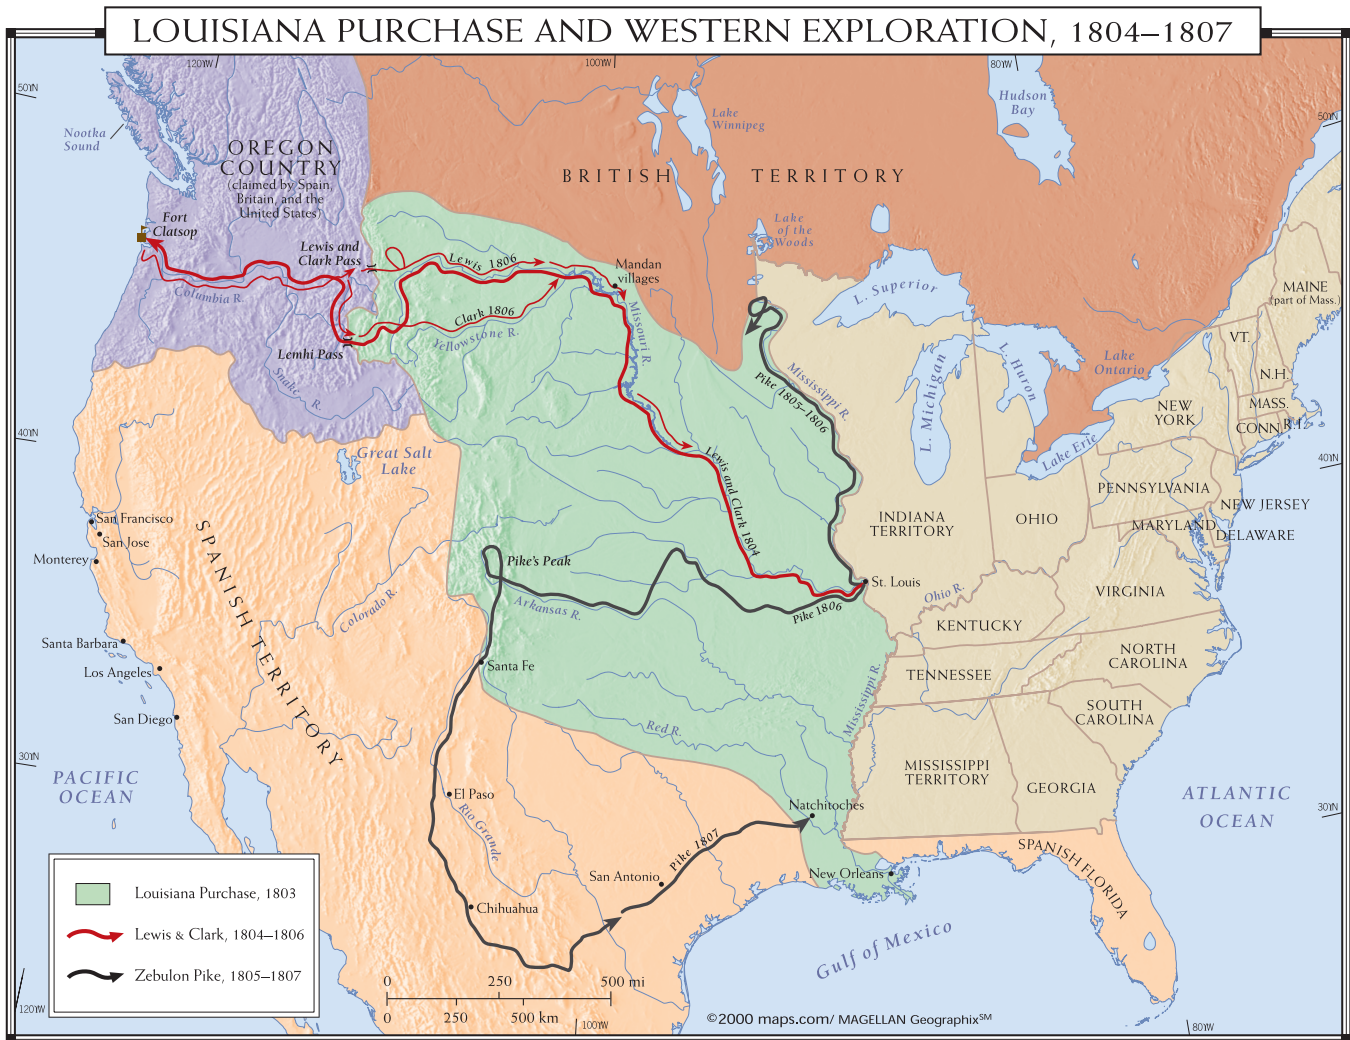 LOUISIANA PURCHASE AND WESTERN EXPLORATION, 1804–1807
120°W
100°W
80°W
50°N
50°N
Hudson
Bay
Lake
Winnipeg
Nootka
Sound
OREGON
COUNTRY
(claimed by Spain,
Britain, and the
United States)
BRITISH TERRITORY
Fort
Clatsop
Lake
of the
Woods
Lewis and
Clark Pass
Lewis 1806
Mandan
villages
L. Superior
MAINE
(part of Mass.)
Columbia R.
Clark 1806
Missouri R.
Yellowstone R.
Lemhi Pass
VT.
Lake
Ontario
L. Huron
L. Michigan
N.H.
Snake R.
Pike 1805–1806
Mississippi R.
NEW
YORK
MASS.
CONN.
R.I.
40°N
40°N
Great Salt
Lake
Lake Erie
Lewis and Clark 1804
PENNSYLVANIA
NEW JERSEY
San Francisco
San Jose
Monterey
SPANISH TERRITORY
INDIANA
TERRITORY
OHIO
MARYLAND
DELAWARE
Pike's Peak
St. Louis
Ohio R.
VIRGINIA
Colorado R.
Arkansas R.
Pike 1806
KENTUCKY
Santa Barbara
Los Angeles
Santa Fe
TENNESSEE
NORTH
CAROLINA
San Diego
Red R.
Mississippi R.
SOUTH
CAROLINA
30°N
30°N
PACIFIC
OCEAN
MISSISSIPPI
TERRITORY
GEORGIA
ATLANTIC
OCEAN
El Paso
Rio Grande
Natchitoches
Pike 1807
SPANISH FLORIDA
San Antonio
New Orleans
Chihuahua
Gulf of Mexico
Louisiana Purchase, 1803
Lewis & Clark, 1804–1806
Zebulon Pike, 1805–1807
0 250 500 mi
0 250 500 km
120°W
100°W
80°W
©2000 maps.com/ MAGELLAN Geographix℠